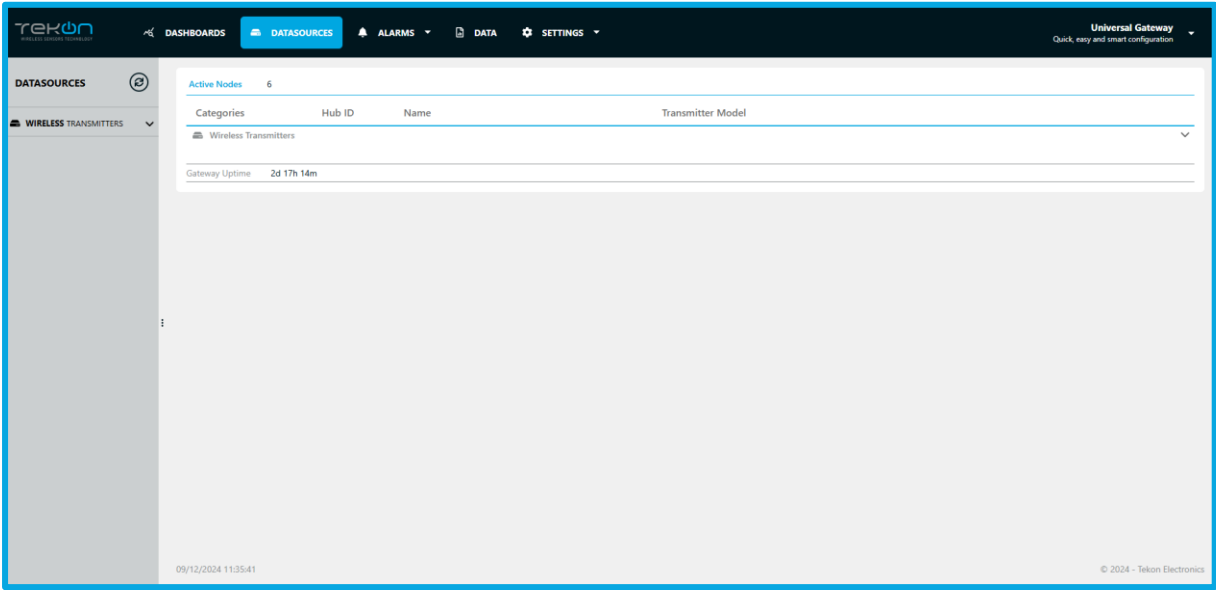 TEKON
WIRELESS SENSORS TECHNOLOGY
DASHBOARDS DATASOURCES ALARMS DATA SETTINGS
Universal Gateway
Quick, easy and smart configuration
DATASOURCES
WIRELESS TRANSMITTERS
Active Nodes 6
Categories Hub ID Name Transmitter Model
Wireless Transmitters
Gateway Uptime 2d 17h 14m
09/12/2024 11:35:41
© 2024 - Tekon Electronics